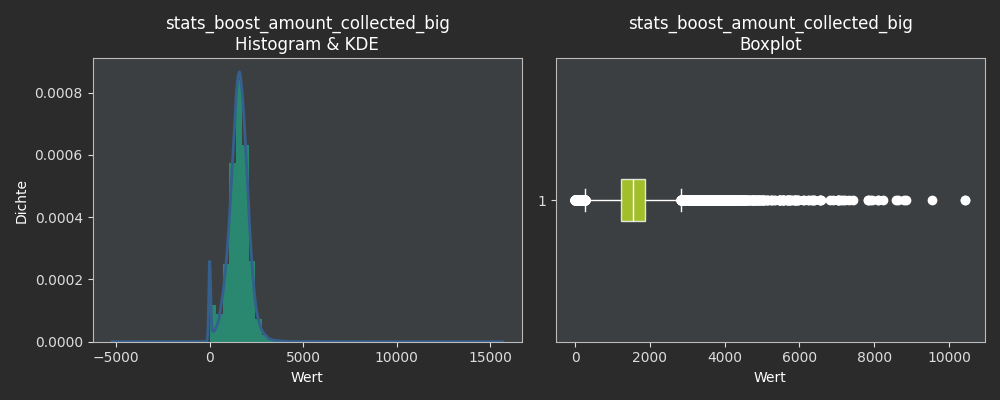 stats_boost_amount_collected_big
Histogram & KDE
Dichte
0.0008
0.0006
0.0004
0.0002
0.0000
−5000
0
5000
10000
15000
Wert
stats_boost_amount_collected_big
Boxplot
1
0
2000
4000
6000
8000
10000
Wert